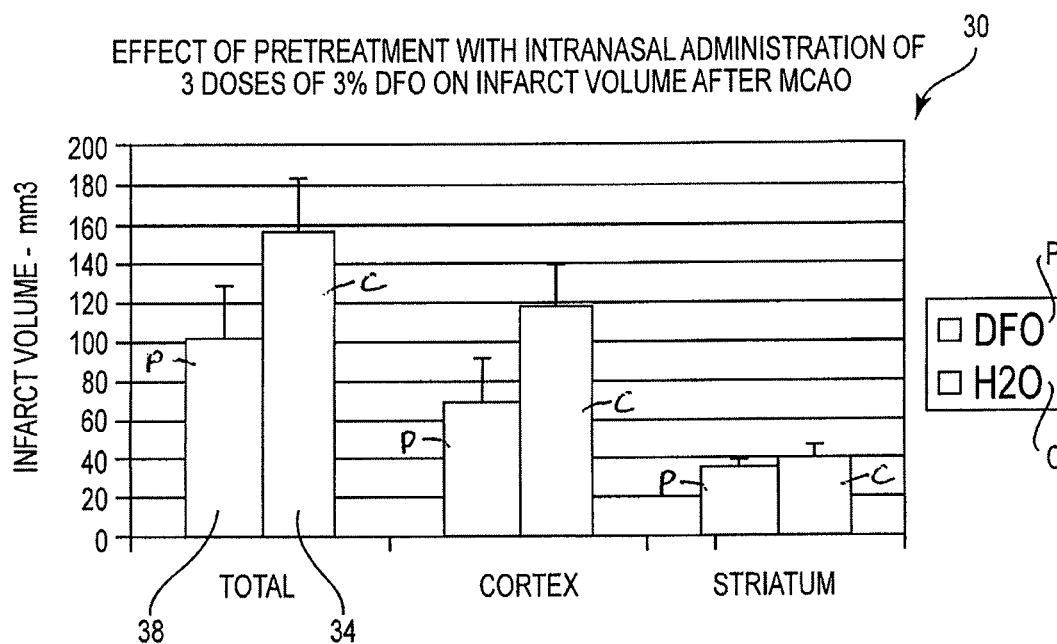 30
EFFECT OF PRETREATMENT WITH INTRANASAL ADMINISTRATION OF
3 DOSES OF 3% DFO ON INFARCT VOLUME AFTER MCAO
INFARCT VOLUME - mm3
200
180
160
140
120
100
80
60
40
20
0
P
C
P
C
P
C
TOTAL
CORTEX
STRIATUM
38
34
P
DFO
H2O
C